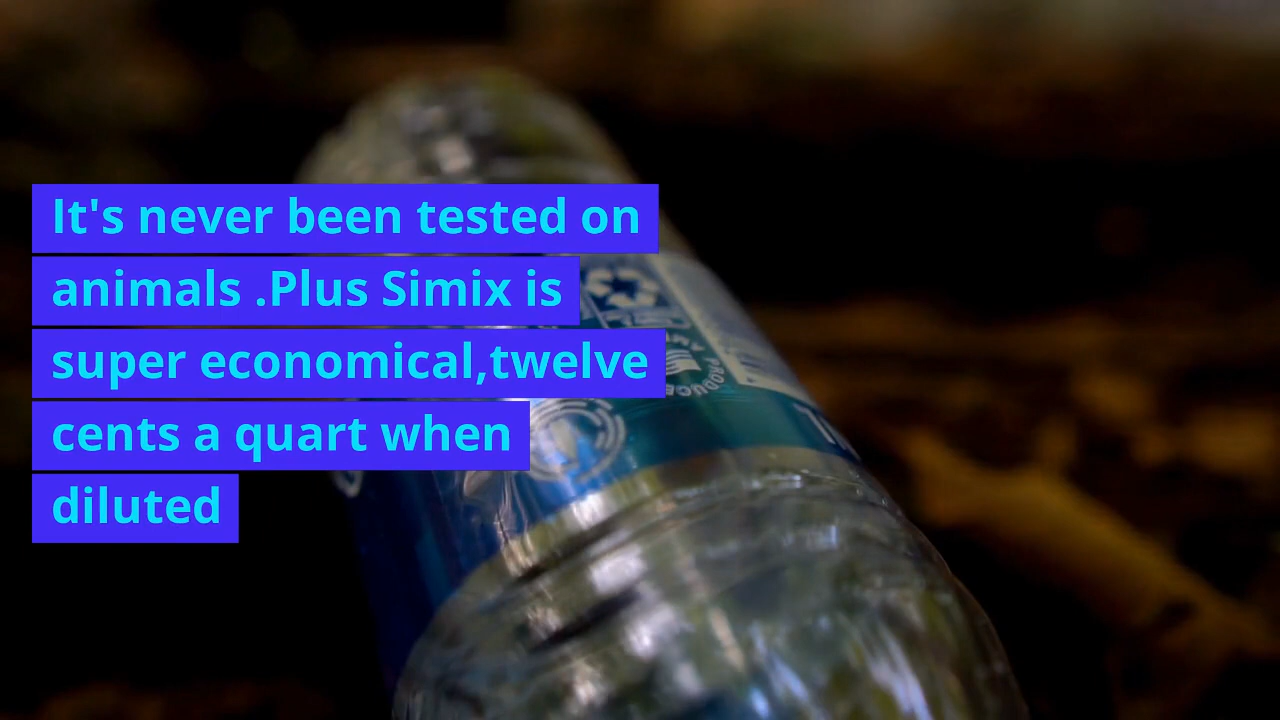 It's never been tested on
animals .Plus Simix is
super economical,twelve
cents a quart when
diluted